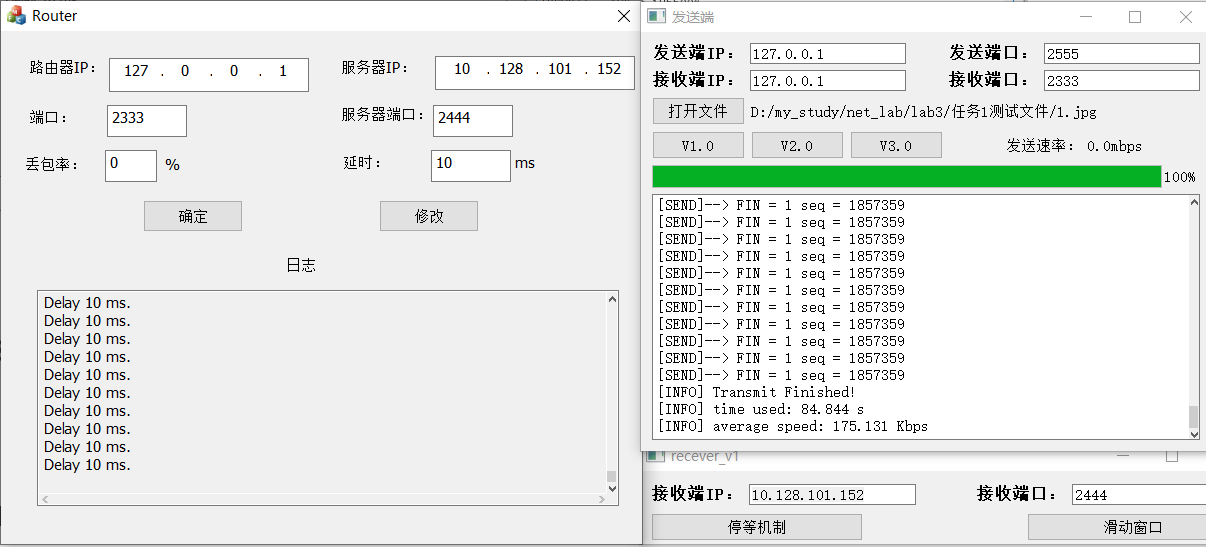 Router
路由器IP： 127 . 0 . 0 . 1 服务器IP： 10 . 128 . 101 . 152
端口： 2333 服务器端口： 2444
丢包率： 0 % 延时： 10 ms
确定 修改
日志
Delay 10 ms.
Delay 10 ms.
Delay 10 ms.
Delay 10 ms.
Delay 10 ms.
Delay 10 ms.
Delay 10 ms.
Delay 10 ms.
Delay 10 ms.
Delay 10 ms.
发送端
发送端IP： 127.0.0.1 发送端口： 2555
接收端IP： 127.0.0.1 接收端口： 2333
打开文件 D:/my_study/net_lab/lab3/任务1测试文件/1.jpg
V1.0 V2.0 V3.0 发送速率： 0.0mbps
100%
[SEND]--> FIN = 1 seq = 1857359
[SEND]--> FIN = 1 seq = 1857359
[SEND]--> FIN = 1 seq = 1857359
[SEND]--> FIN = 1 seq = 1857359
[SEND]--> FIN = 1 seq = 1857359
[SEND]--> FIN = 1 seq = 1857359
[SEND]--> FIN = 1 seq = 1857359
[SEND]--> FIN = 1 seq = 1857359
[SEND]--> FIN = 1 seq = 1857359
[SEND]--> FIN = 1 seq = 1857359
[SEND]--> FIN = 1 seq = 1857359
[INFO] Transmit Finished!
[INFO] time used: 84.844 s
[INFO] average speed: 175.131 Kbps
recever_v1
接收端IP： 10.128.101.152 接收端口： 2444
停等机制 滑动窗口